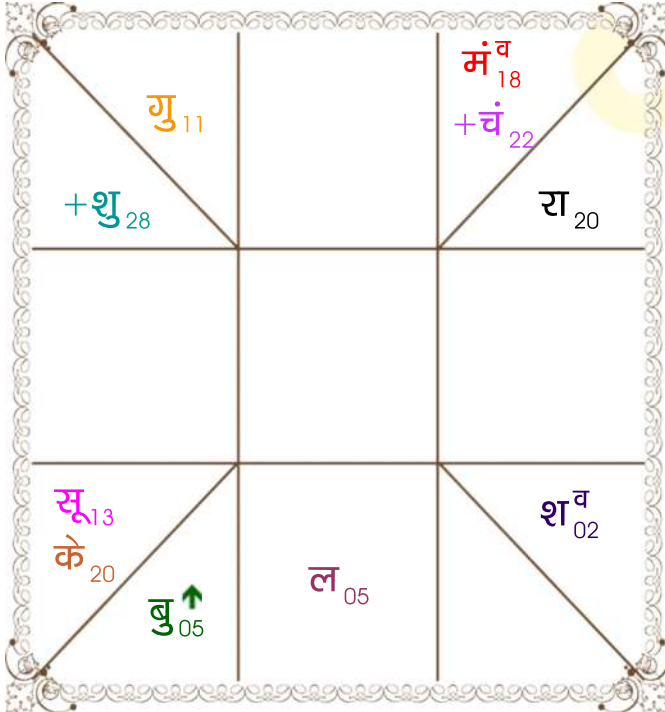 मं व 18
गु 11
+चं 22
+शु 28
रा 20
सू 13
श व 02
के 20
ल 05
बु 05